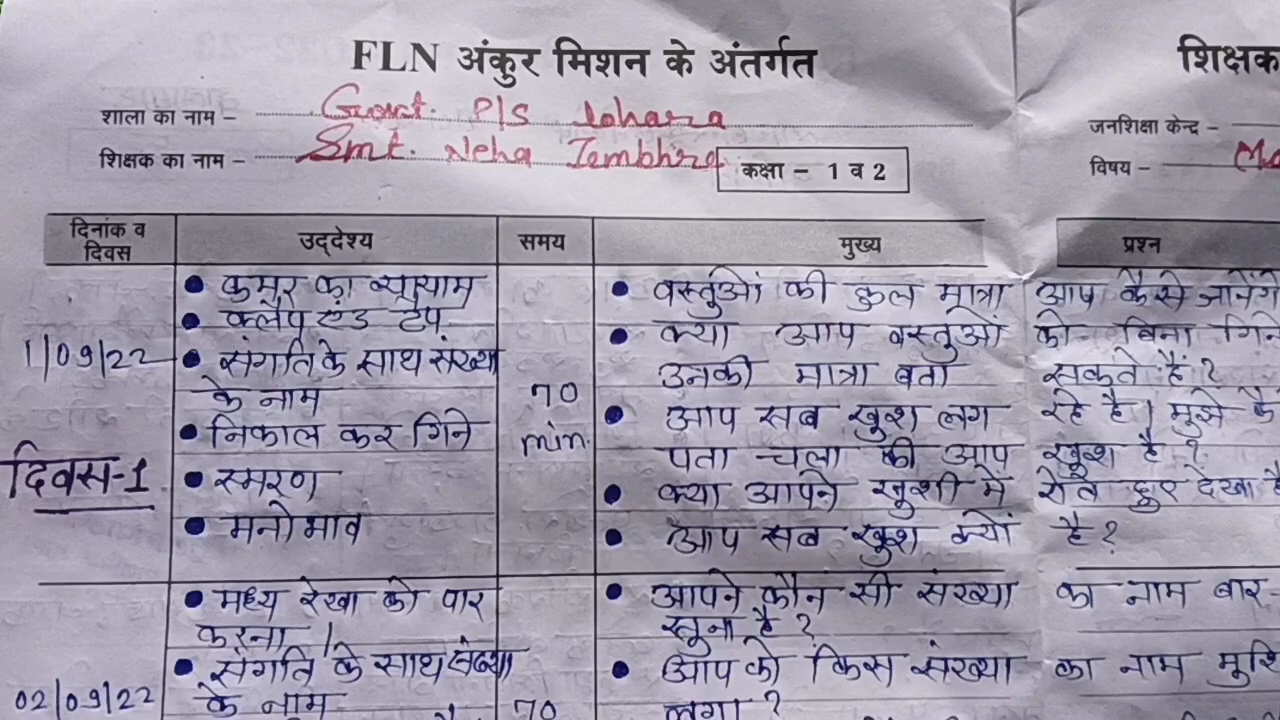 FLN अंकुर मिशन के अंतर्गत
शिक्षक
शाला का नाम – Govt. P/S Lohara
जनशिक्षा केन्द्र –
शिक्षक का नाम – Smt. Neha Tembhre
कक्षा – 1 व 2
विषय – Ma
दिनांक व दिवस
उद्देश्य
समय
मुख्य
प्रश्न
1/09/22
दिवस-1
• कमर का व्यायाम
• क्लैप एंड टैप
• संगति के साथ संख्या
के नाम
• निकाल कर गिने
• स्मरण
• मनोभाव
70
min.
• वस्तुओं की कुल मात्रा आप कैसे जानेंगे
• क्या आप वस्तुओं को बिना गिने
उनकी मात्रा बता सकते हैं?
• आप सब खुश लग रहे है। मुझे कै
पता चला की आप खुश है?
• क्या आपने खुशी में रोते हुए देखा है
• आप सब खुश क्यों है?
02/09/22
• मध्य रेखा को पार
करना।
• संगति के साथ संख्या
के नाम
70
• आपने कौन सी संख्या का नाम बार-
सुना है?
• आप को किस संख्या का नाम मुश्
लगा?